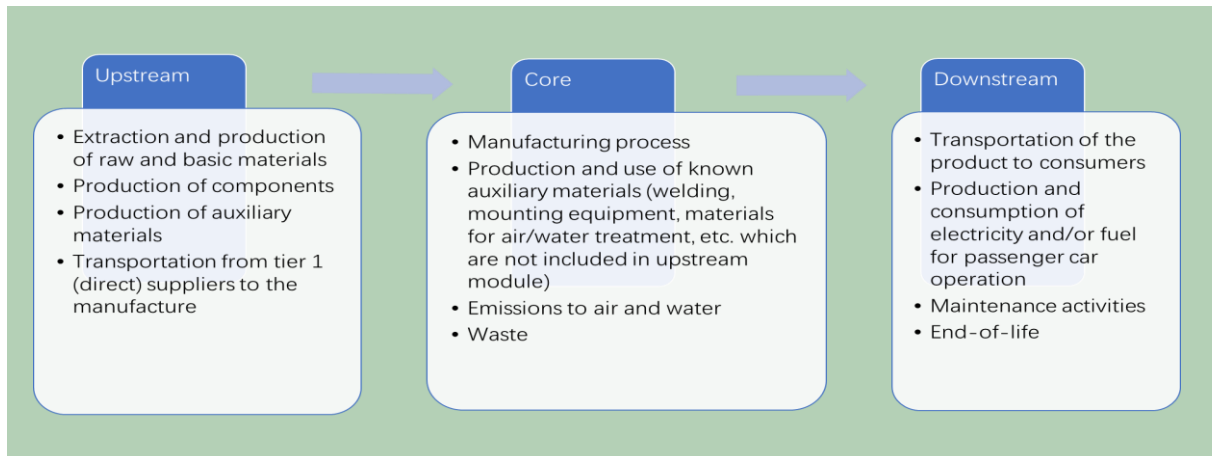 Upstream
• Extraction and production
of raw and basic materials
• Production of components
• Production of auxiliary
materials
• Transportation from tier 1
(direct) suppliers to the
manufacture
Core
• Manufacturing process
• Production and use of known
auxiliary materials (welding,
mounting equipment, materials
for air/water treatment, etc. which
are not included in upstream
module)
• Emissions to air and water
• Waste
Downstream
• Transportation of the
product to consumers
• Production and
consumption of
electricity and/or fuel
for passenger car
operation
• Maintenance activities
• End-of-life